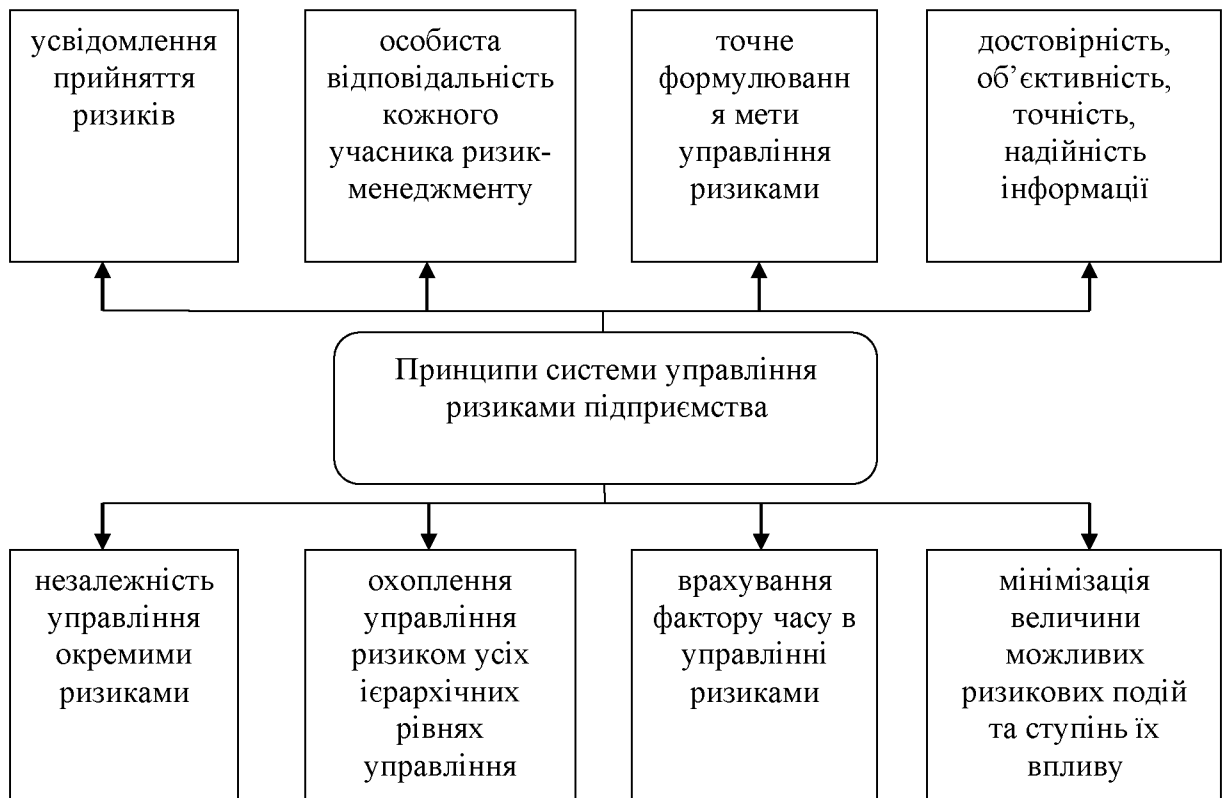 усвідомлення
прийняття
ризиків
особиста
відповідальність
кожного
учасника ризик-
менеджменту
точне
формулюванн
я мети
управління
ризиками
достовірність,
об’єктивність,
точність,
надійність
інформації
Принципи системи управління
ризиками підприємства
незалежність
управління
окремими
ризиками
охоплення
управління
ризиком усіх
ієрархічних
рівнях
управління
врахування
фактору часу в
управлінні
ризиками
мінімізація
величини
можливих
ризикових подій
та ступінь їх
впливу